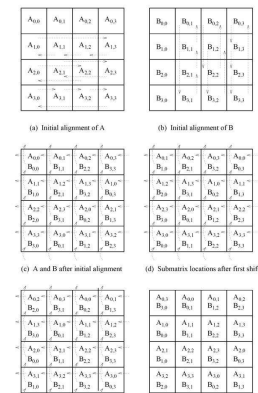 A0,0 A0,1 A0,2 A0,3
A1,0 A1,1 A1,2 A1,3
A2,0 A2,1 A2,2 A2,3
A3,0 A3,1 A3,2 A3,3
(a) Initial alignment of A
B0,0 B0,1 B0,2 B0,3
B1,0 B1,1 B1,2 B1,3
B2,0 B2,1 B2,2 B2,3
B3,0 B3,1 B3,2 B3,3
(b) Initial alignment of B
A0,0 A0,1 A0,2 A0,3
B0,0 B1,1 B2,2 B3,3
A1,1 A1,2 A1,3 A1,0
B1,0 B2,1 B3,2 B0,3
A2,2 A2,3 A2,0 A2,1
B2,0 B3,1 B0,2 B1,3
A3,3 A3,0 A3,1 A3,2
B3,0 B0,1 B1,2 B2,3
(c) A and B after initial alignment
A0,1 A0,2 A0,3 A0,0
B1,0 B2,1 B3,2 B0,3
A1,2 A1,3 A1,0 A1,1
B2,0 B3,1 B0,2 B1,3
A2,3 A2,0 A2,1 A2,2
B3,0 B0,1 B1,2 B2,3
A3,0 A3,1 A3,2 A3,3
B0,0 B1,1 B2,2 B3,3
(d) Submatrix locations after first shif
A0,2 A0,3 A0,0 A0,1
B2,0 B3,1 B0,2 B1,3
A1,3 A1,0 A1,1 A1,2
B3,0 B0,1 B1,2 B2,3
A2,0 A2,1 A2,2 A2,3
B0,0 B1,1 B2,2 B3,3
A3,1 A3,2 A3,3 A3,0
B1,0 B2,1 B3,2 B0,3
A0,3 A0,0 A0,1 A0,2
B3,0 B0,1 B1,2 B2,3
A1,0 A1,1 A1,2 A1,3
B0,0 B1,1 B2,2 B3,3
A2,1 A2,2 A2,3 A2,0
B1,0 B2,1 B3,2 B0,3
A3,2 A3,3 A3,0 A3,1
B2,0 B3,1 B0,2 B1,3